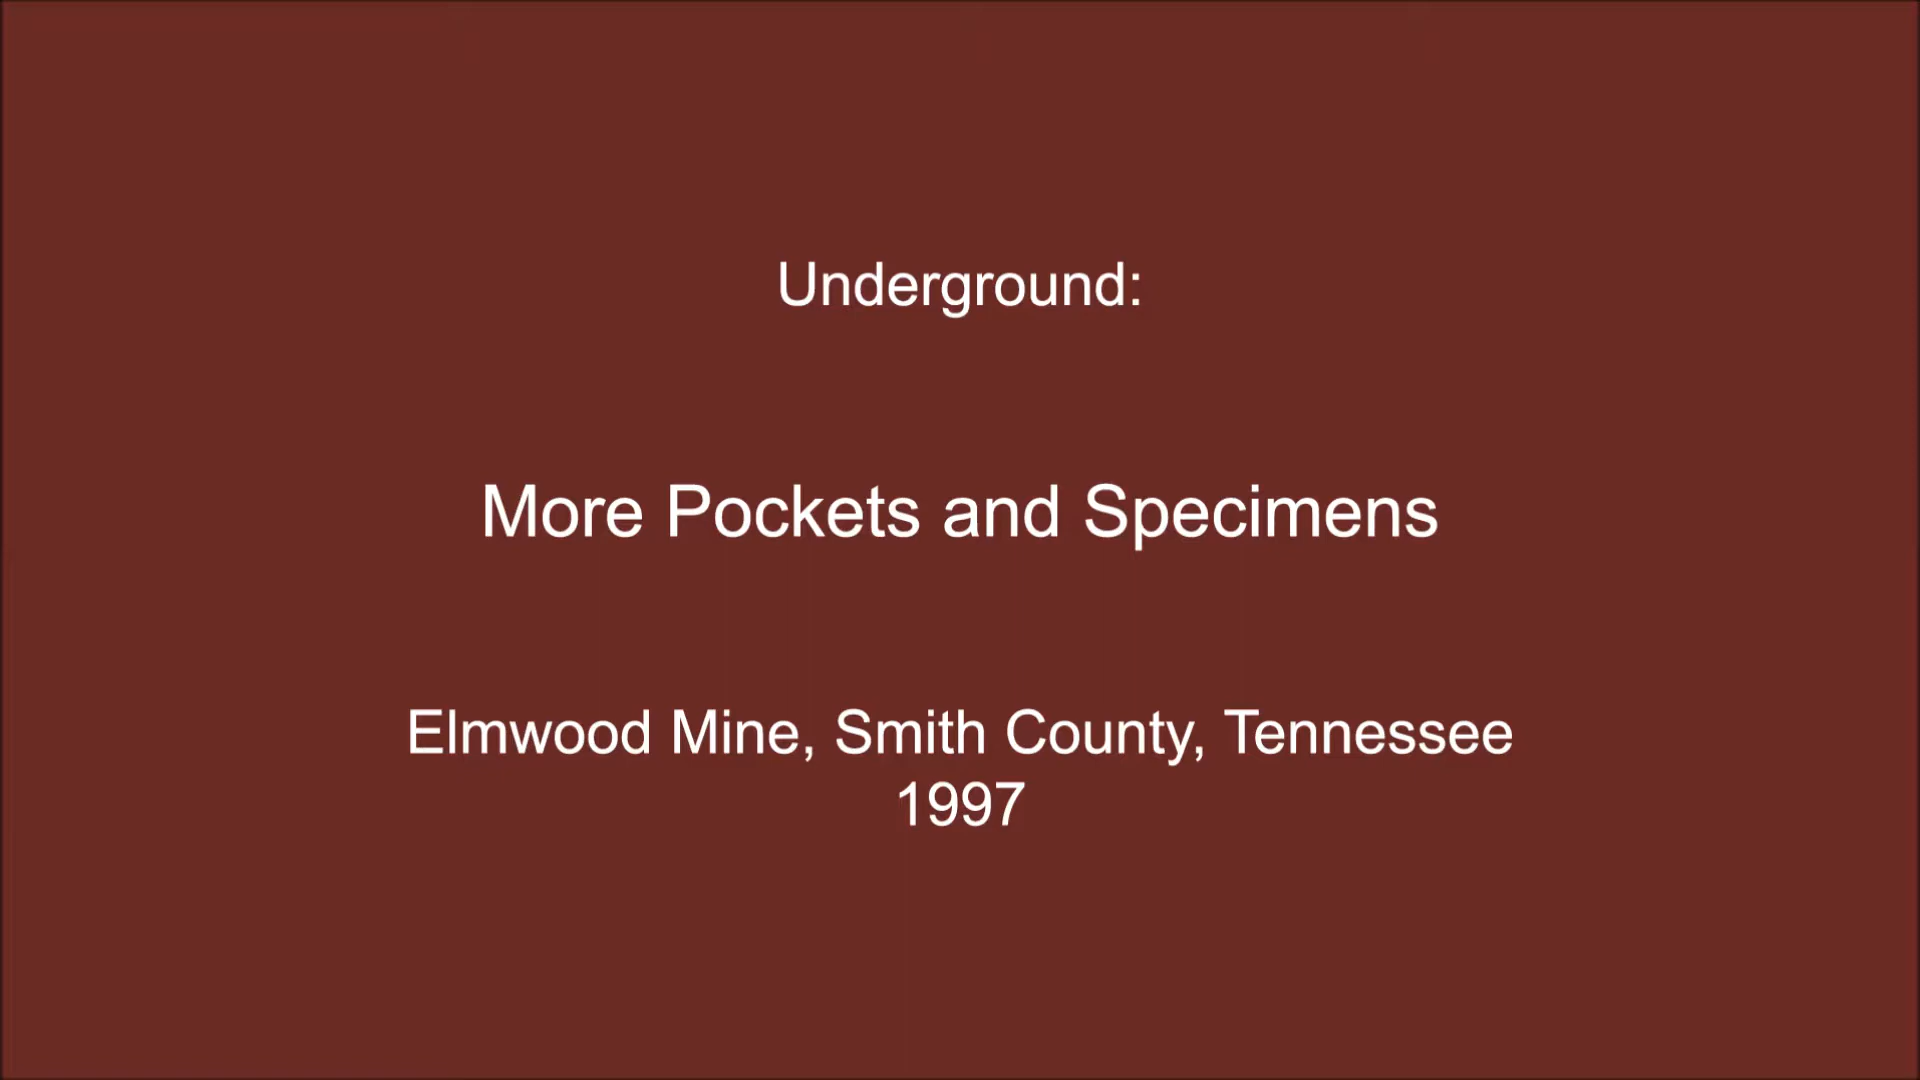 Underground:
More Pockets and Specimens
Elmwood Mine, Smith County, Tennessee
1997